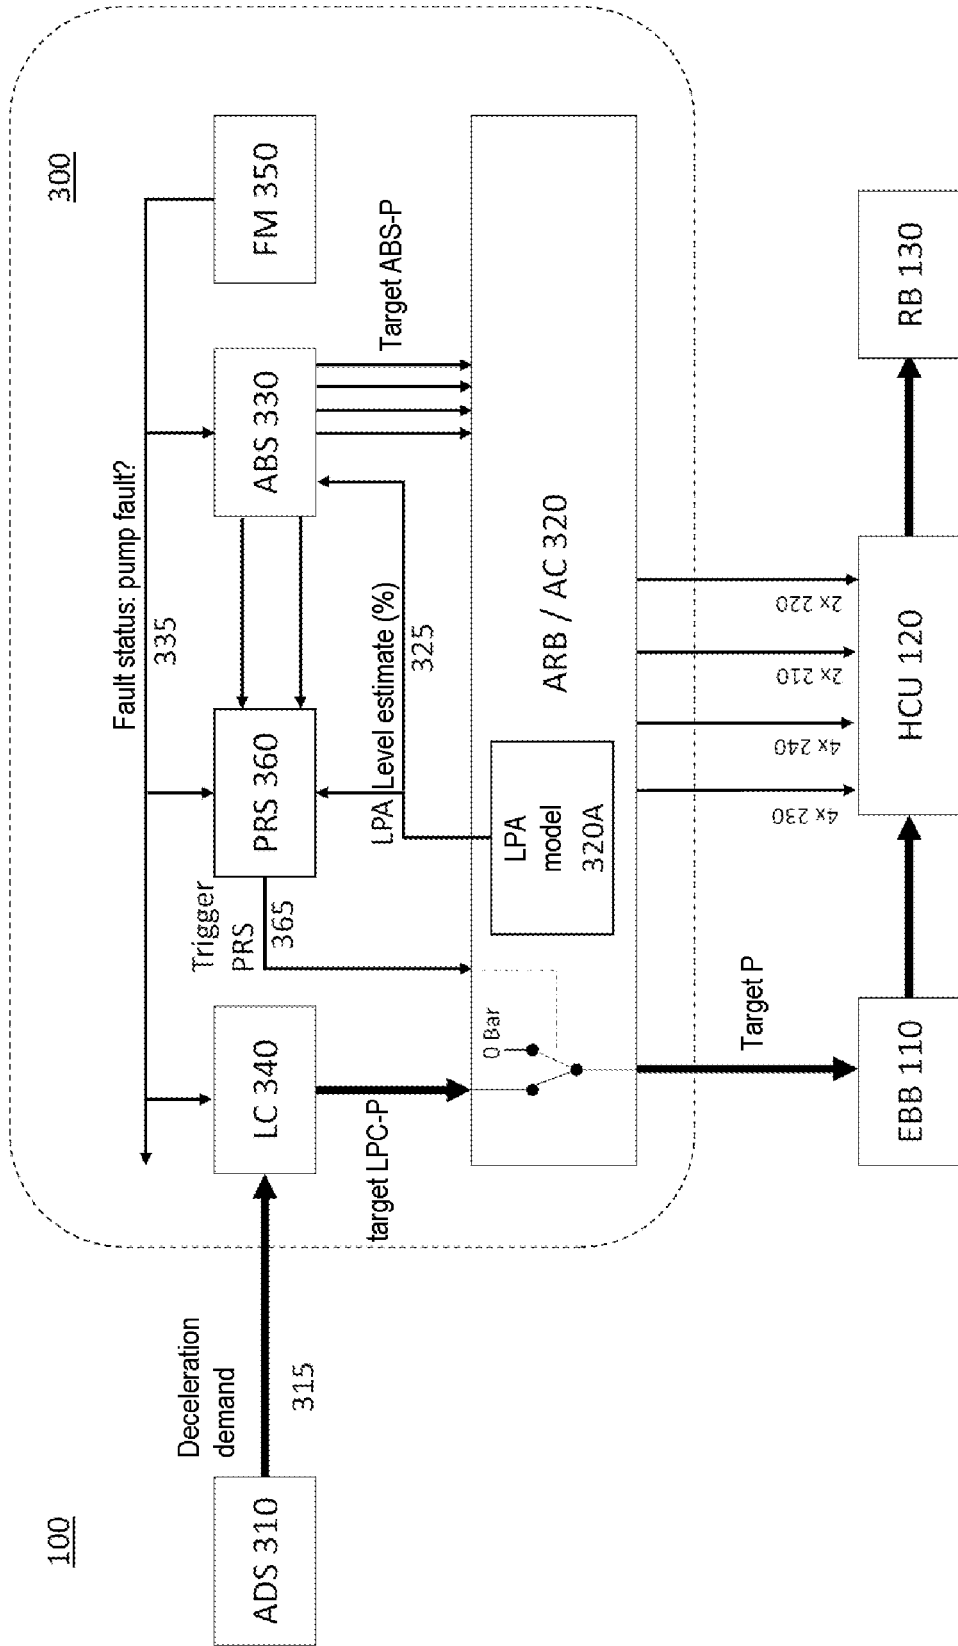 100
300
Fault status: pump fault?
335
Deceleration
demand
315
ADS 310
LC 340
Trigger
PRS
365
PRS 360
ABS 330
FM 350
target LPC-P
LPA Level estimate (%)
325
Target ABS-P
0 Bar
LPA
model
320A
ARB / AC 320
Target P
4x 230
4x 240
2x 210
2x 220
EBB 110
HCU 120
RB 130